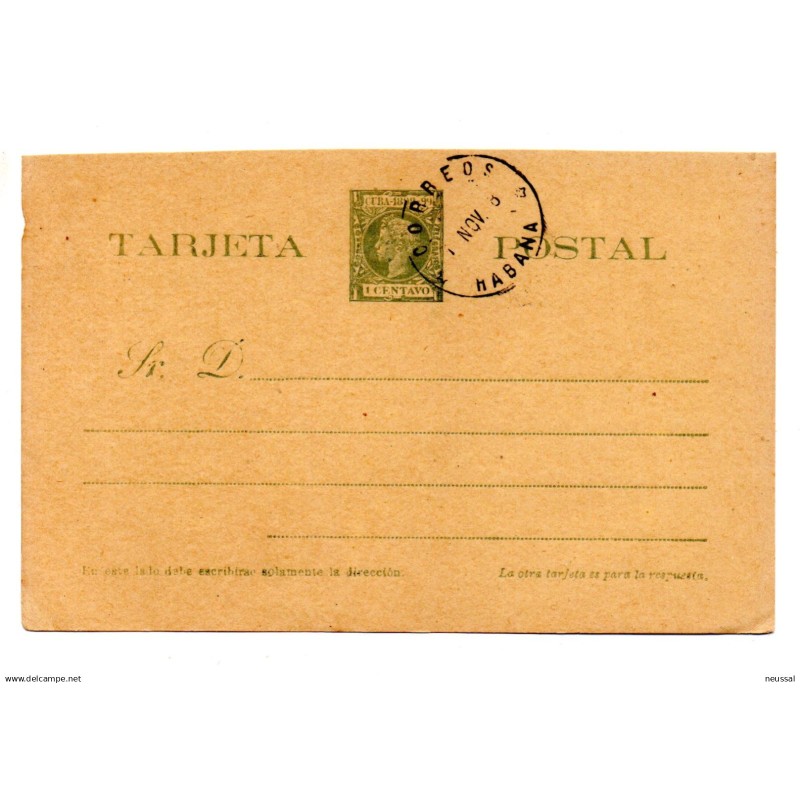 CORREOS
TARJETA POSTAL
CUBA
NOV.
HABANA
1 CENTAVO
Sr. D.
En este lado debe escribirse solamente la dirección.
La otra tarjeta es para la respuesta.
www.delcampe.net
neussal